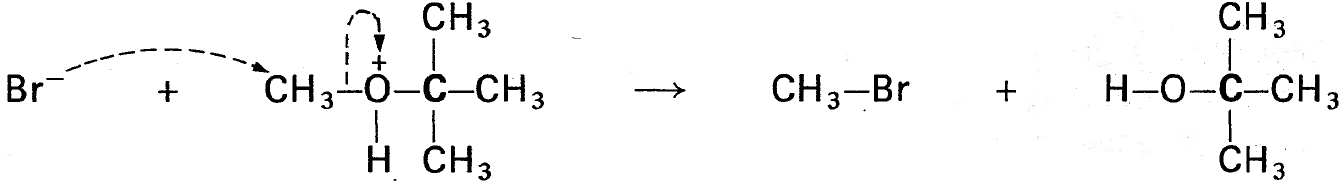 CH₃ CH₃
Br⁻ + CH₃–O⁺–C–CH₃ → CH₃–Br + H–O–C–CH₃
H CH₃ CH₃